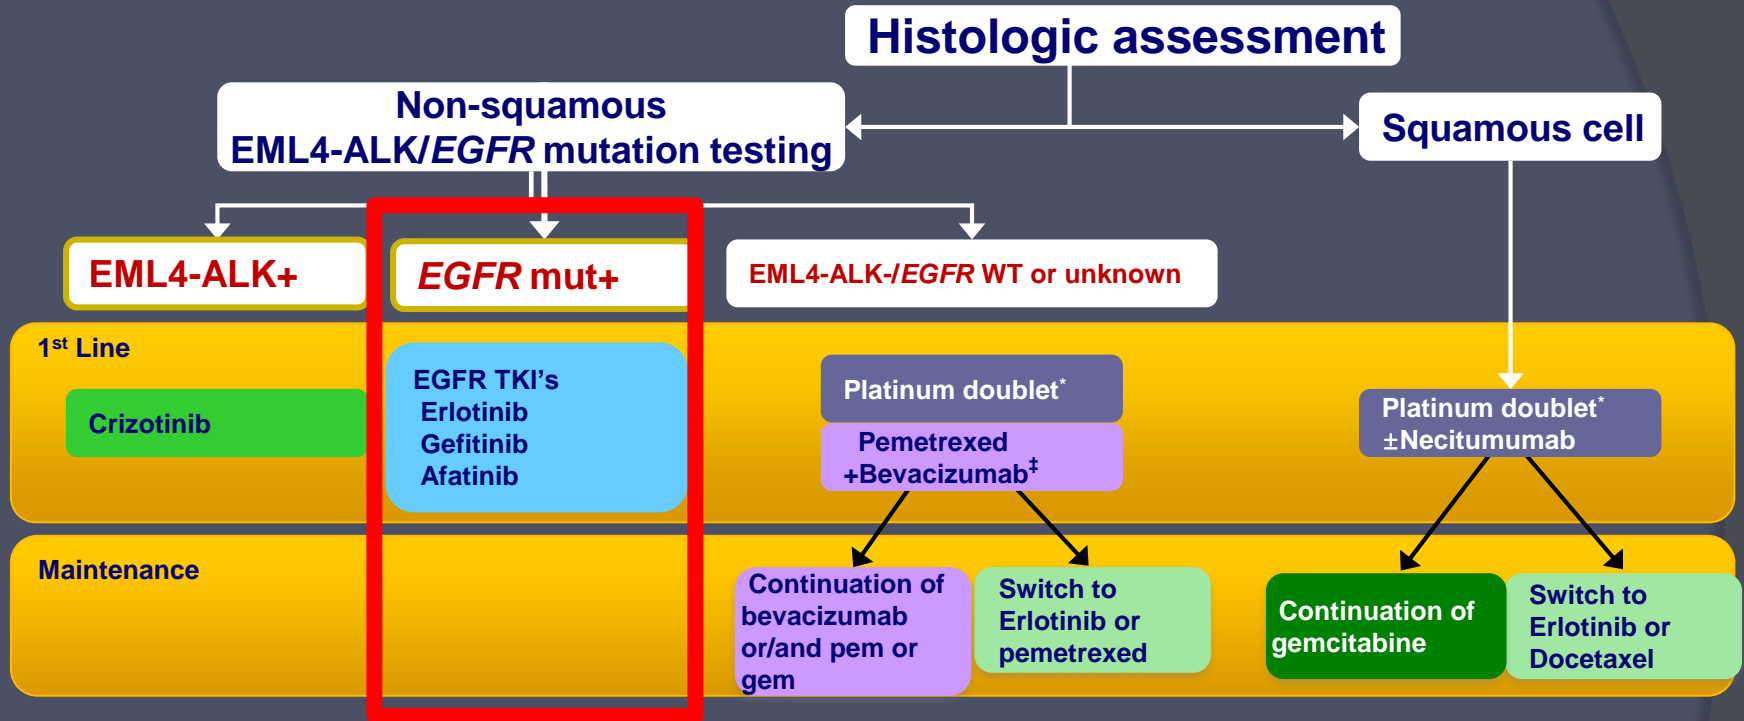 Histologic assessment
Non-squamous
EML4-ALK/EGFR mutation testing
Squamous cell
EML4-ALK+
EGFR mut+
EML4-ALK-/EGFR WT or unknown
1st Line
Crizotinib
EGFR TKI's
Erlotinib
Gefitinib
Afatinib
Platinum doublet*
Pemetrexed
+Bevacizumab‡
Platinum doublet*
±Necitumumab
Maintenance
Continuation of
bevacizumab
or/and pem or
gem
Switch to
Erlotinib or
pemetrexed
Continuation of
gemcitabine
Switch to
Erlotinib or
Docetaxel